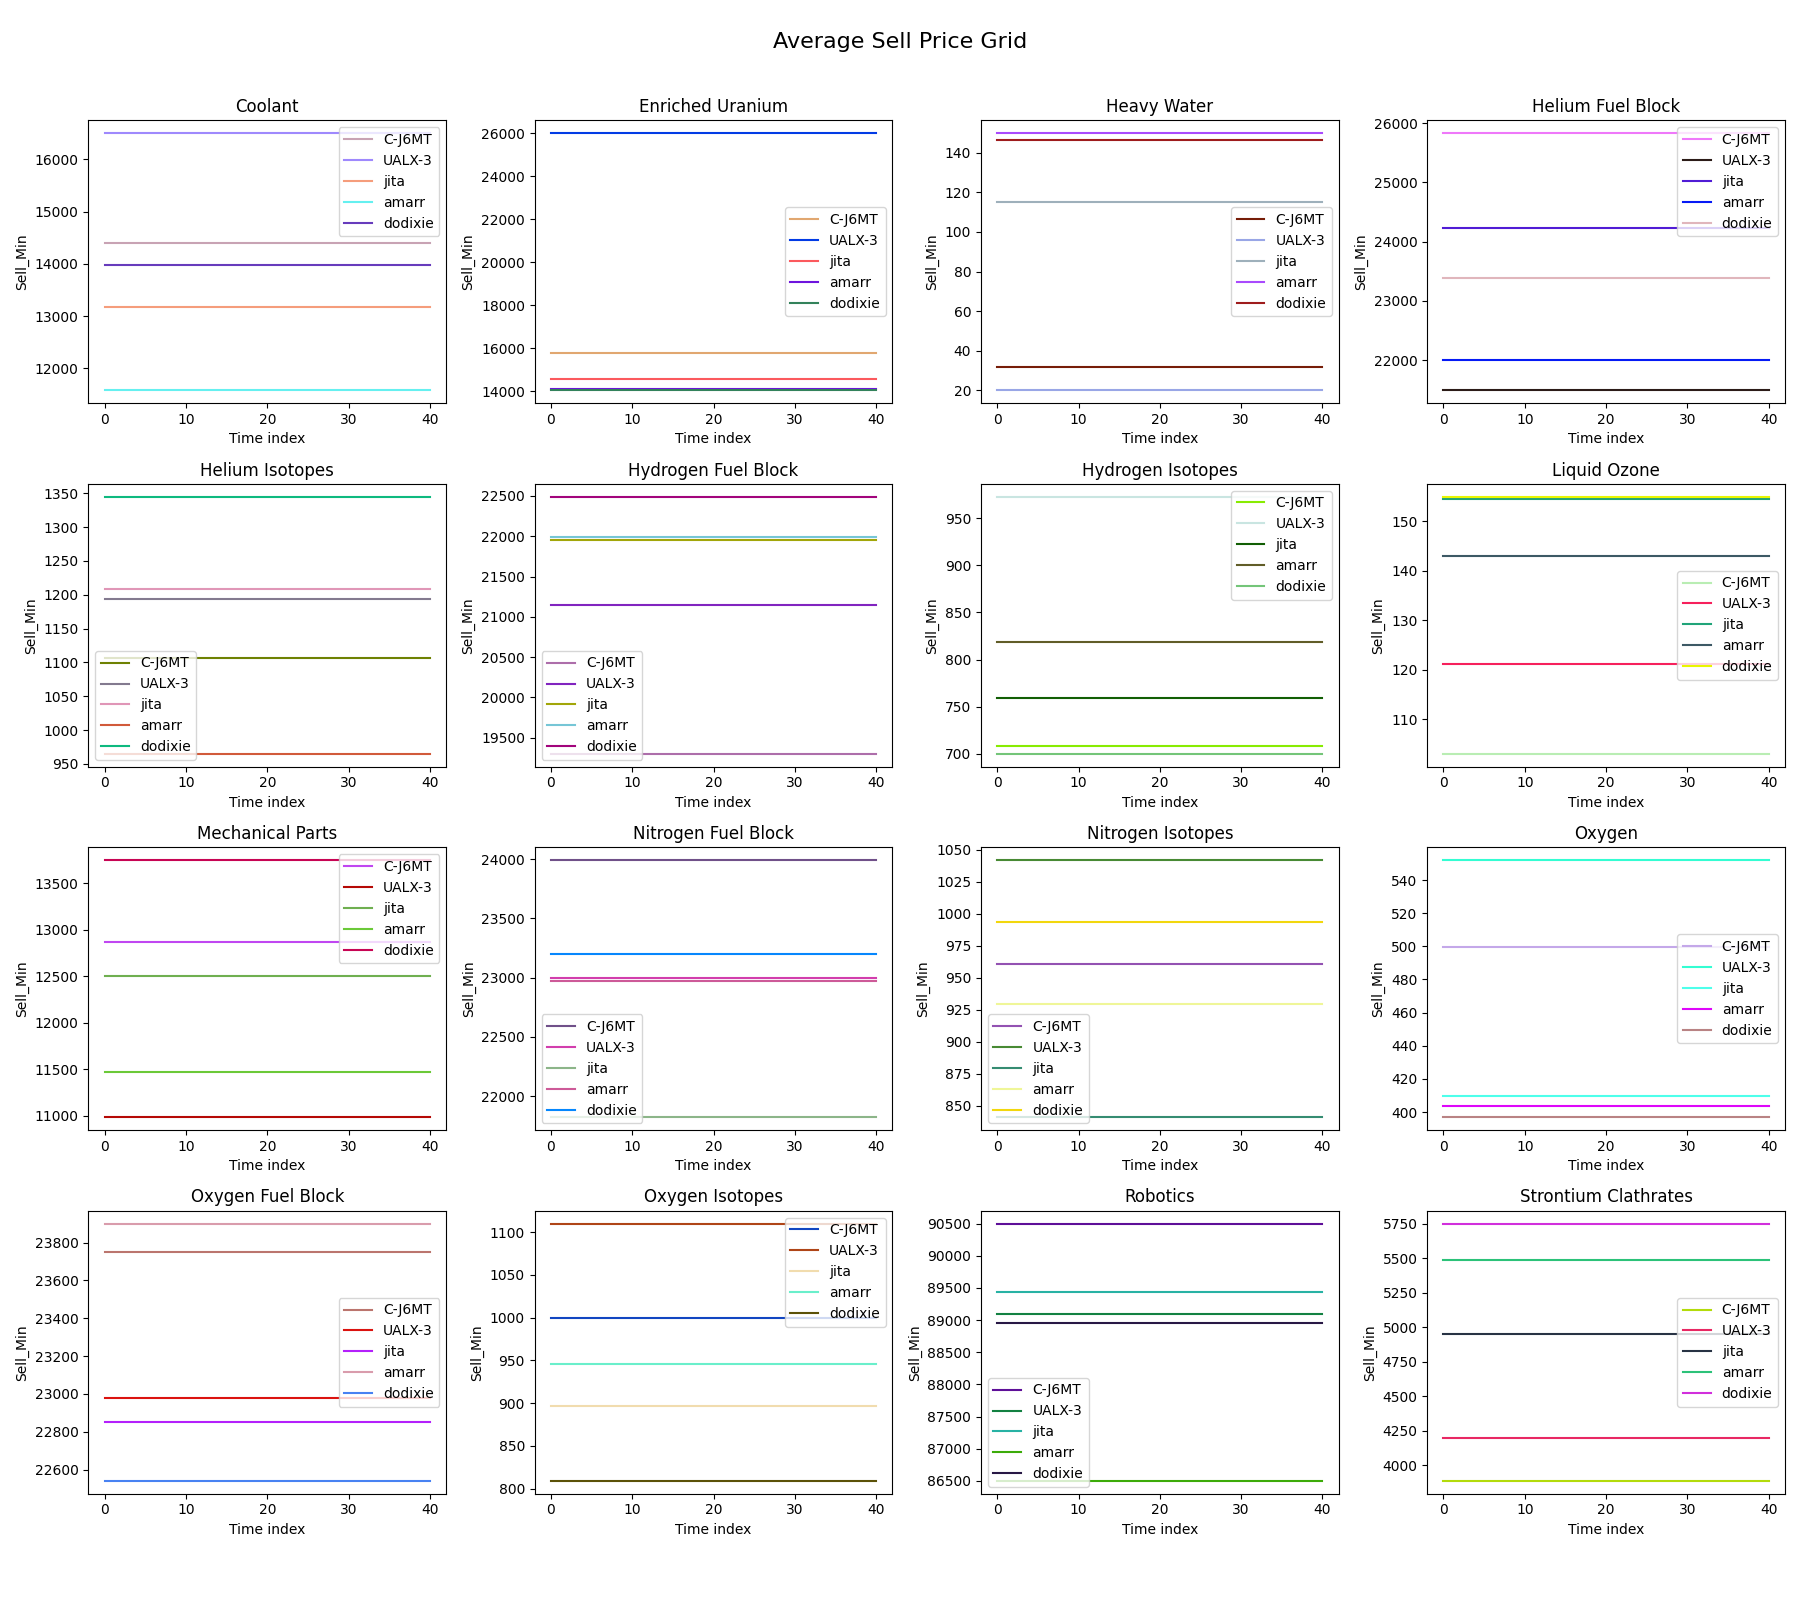 Average Sell Price Grid
Coolant
Sell_Min
16000
15000
14000
13000
12000
C-J6MT
UALX-3
jita
amarr
dodixie
0 10 20 30 40
Time index
Enriched Uranium
Sell_Min
26000
24000
22000
20000
18000
16000
14000
C-J6MT
UALX-3
jita
amarr
dodixie
0 10 20 30 40
Time index
Heavy Water
Sell_Min
140
120
100
80
60
40
20
C-J6MT
UALX-3
jita
amarr
dodixie
0 10 20 30 40
Time index
Helium Fuel Block
Sell_Min
26000
25000
24000
23000
22000
C-J6MT
UALX-3
jita
amarr
dodixie
0 10 20 30 40
Time index
Helium Isotopes
Sell_Min
1350
1300
1250
1200
1150
1100
1050
1000
950
C-J6MT
UALX-3
jita
amarr
dodixie
0 10 20 30 40
Time index
Hydrogen Fuel Block
Sell_Min
22500
22000
21500
21000
20500
20000
19500
C-J6MT
UALX-3
jita
amarr
dodixie
0 10 20 30 40
Time index
Hydrogen Isotopes
Sell_Min
950
900
850
800
750
700
C-J6MT
UALX-3
jita
amarr
dodixie
0 10 20 30 40
Time index
Liquid Ozone
Sell_Min
150
140
130
120
110
C-J6MT
UALX-3
jita
amarr
dodixie
0 10 20 30 40
Time index
Mechanical Parts
Sell_Min
13500
13000
12500
12000
11500
11000
C-J6MT
UALX-3
jita
amarr
dodixie
0 10 20 30 40
Time index
Nitrogen Fuel Block
Sell_Min
24000
23500
23000
22500
22000
C-J6MT
UALX-3
jita
amarr
dodixie
0 10 20 30 40
Time index
Nitrogen Isotopes
Sell_Min
1050
1025
1000
975
950
925
900
875
850
C-J6MT
UALX-3
jita
amarr
dodixie
0 10 20 30 40
Time index
Oxygen
Sell_Min
540
520
500
480
460
440
420
400
C-J6MT
UALX-3
jita
amarr
dodixie
0 10 20 30 40
Time index
Oxygen Fuel Block
Sell_Min
23800
23600
23400
23200
23000
22800
22600
C-J6MT
UALX-3
jita
amarr
dodixie
0 10 20 30 40
Time index
Oxygen Isotopes
Sell_Min
1100
1050
1000
950
900
850
800
C-J6MT
UALX-3
jita
amarr
dodixie
0 10 20 30 40
Time index
Robotics
Sell_Min
90500
90000
89500
89000
88500
88000
87500
87000
86500
C-J6MT
UALX-3
jita
amarr
dodixie
0 10 20 30 40
Time index
Strontium Clathrates
Sell_Min
5750
5500
5250
5000
4750
4500
4250
4000
C-J6MT
UALX-3
jita
amarr
dodixie
0 10 20 30 40
Time index